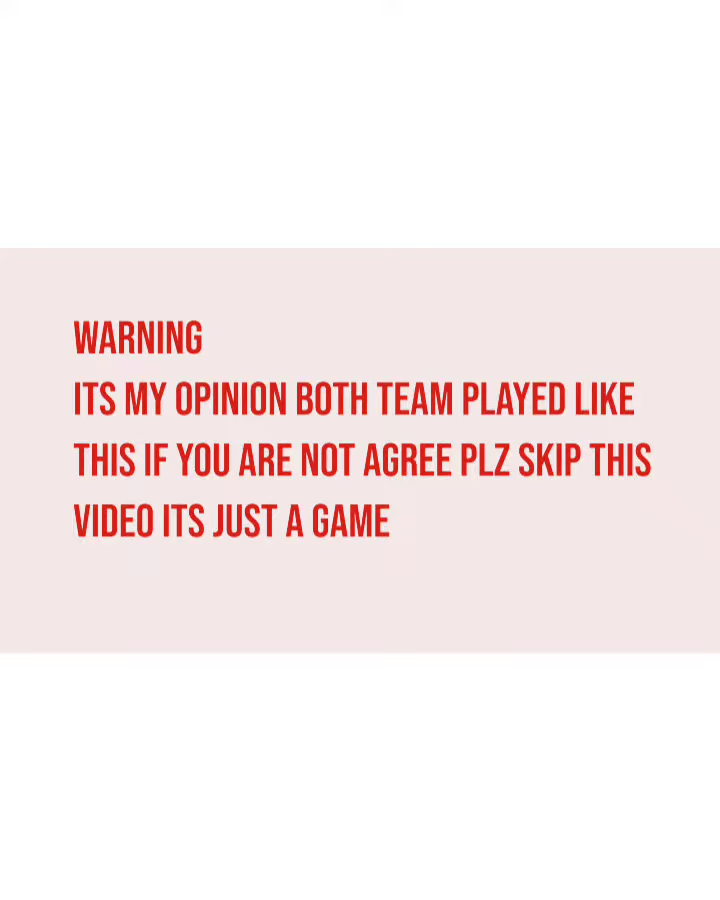 WARNING
ITS MY OPINION BOTH TEAM PLAYED LIKE
THIS IF YOU ARE NOT AGREE PLZ SKIP THIS
VIDEO ITS JUST A GAME